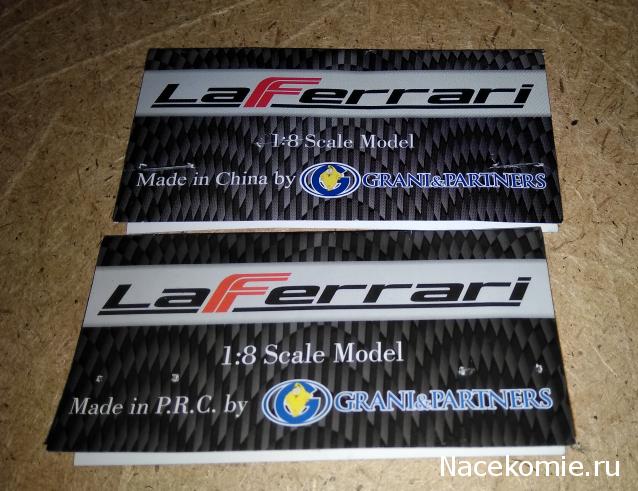 LaFerrari
1:8 Scale Model
Made in China by GRANI&PARTNERS
LaFerrari
1:8 Scale Model
Made in P.R.C. by GRANI&PARTNERS
Nacekomie.ru